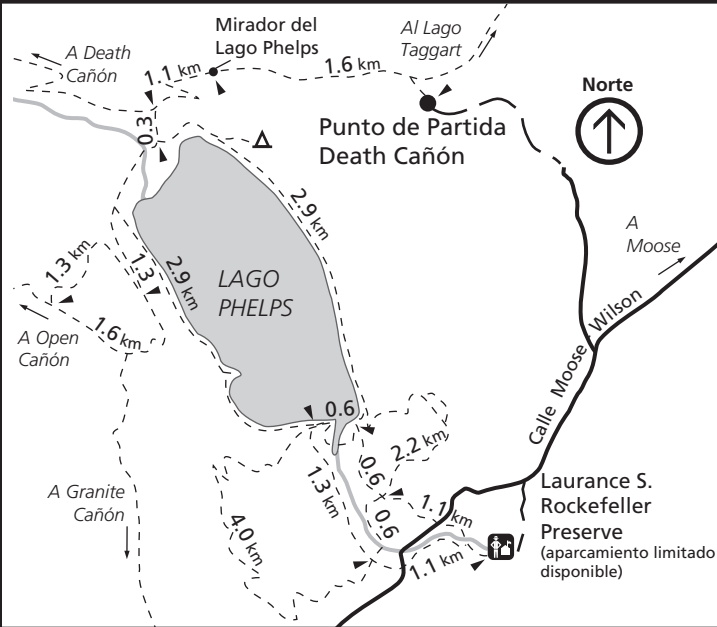 A Death
Cañón
Mirador del
Lago Phelps
Al Lago
Taggart
1.1 km
1.6 km
Norte
0.3
Punto de Partida
Death Cañón
2.9 km
A
Moose
1.3 km
1.3
2.9 km
LAGO
PHELPS
A Open
Cañón
1.6 km
Calle Moose-Wilson
0.6
2.2 km
A Granite
Cañón
1.3 km
0.6
4.0 km
0.6
1.1 km
1.1 km
Laurance S.
Rockefeller
Preserve
(aparcamiento limitado
disponible)